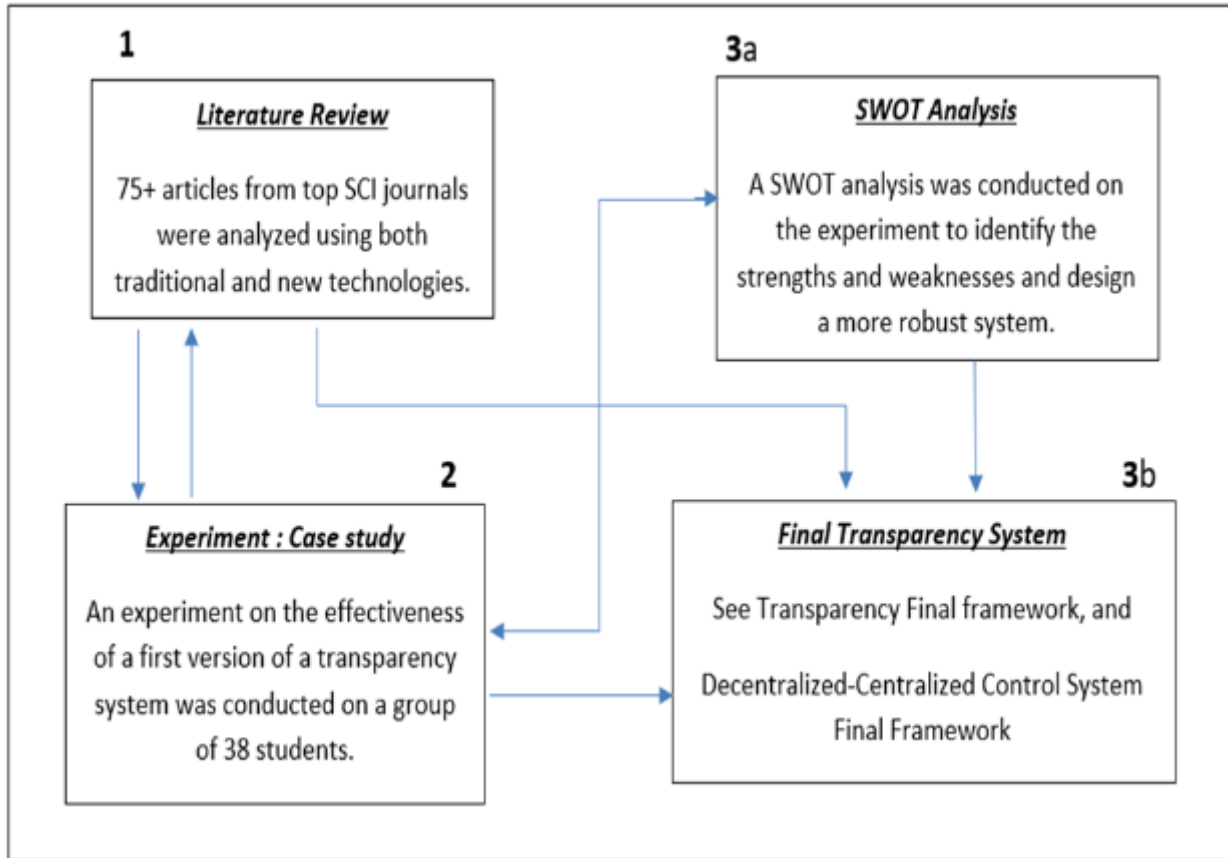 1
Literature Review
75+ articles from top SCI journals
were analyzed using both
traditional and new technologies.
3a
SWOT Analysis
A SWOT analysis was conducted on
the experiment to identify the
strengths and weaknesses and design
a more robust system.
2
Experiment : Case study
An experiment on the effectiveness
of a first version of a transparency
system was conducted on a group
of 38 students.
3b
Final Transparency System
See Transparency Final framework, and
Decentralized-Centralized Control System
Final Framework